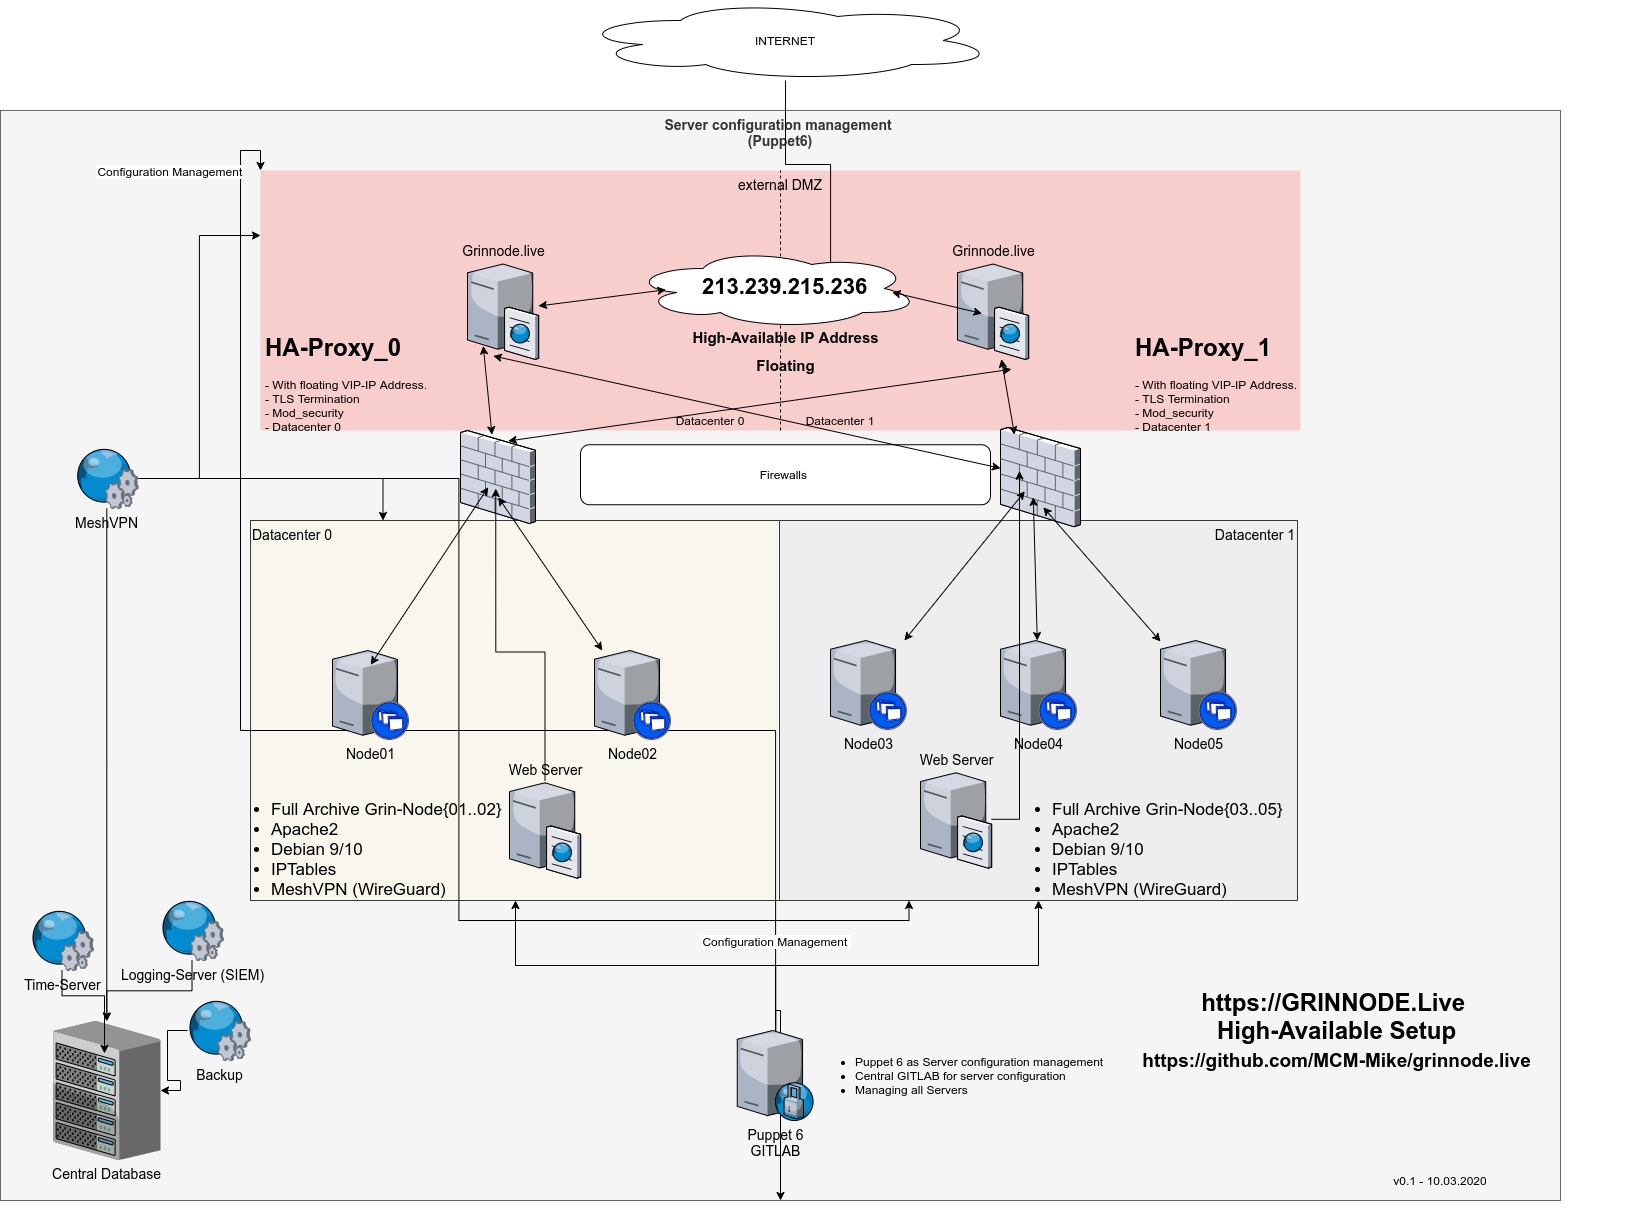 INTERNET
Server configuration management
(Puppet6)
Configuration Management
external DMZ
Grinnode.live
Grinnode.live
213.239.215.236
High-Available IP Address
Floating
HA-Proxy_0
- With floating VIP-IP Address.
- TLS Termination
- Mod_security
- Datacenter 0
HA-Proxy_1
- With floating VIP-IP Address.
- TLS Termination
- Mod_security
- Datacenter 1
Datacenter 0
Datacenter 1
Firewalls
MeshVPN
Datacenter 0
Datacenter 1
Node01
Node02
Node03
Node04
Node05
Web Server
Web Server
• Full Archive Grin-Node{01..02}
• Apache2
• Debian 9/10
• IPTables
• MeshVPN (WireGuard)
• Full Archive Grin-Node{03..05}
• Apache2
• Debian 9/10
• IPTables
• MeshVPN (WireGuard)
Configuration Management
Time-Server
Logging-Server (SIEM)
Backup
Central Database
Puppet 6
GITLAB
• Puppet 6 as Server configuration management
• Central GITLAB for server configuration
• Managing all Servers
https://GRINNODE.Live
High-Available Setup
https://github.com/MCM-Mike/grinnode.live
v0.1 - 10.03.2020